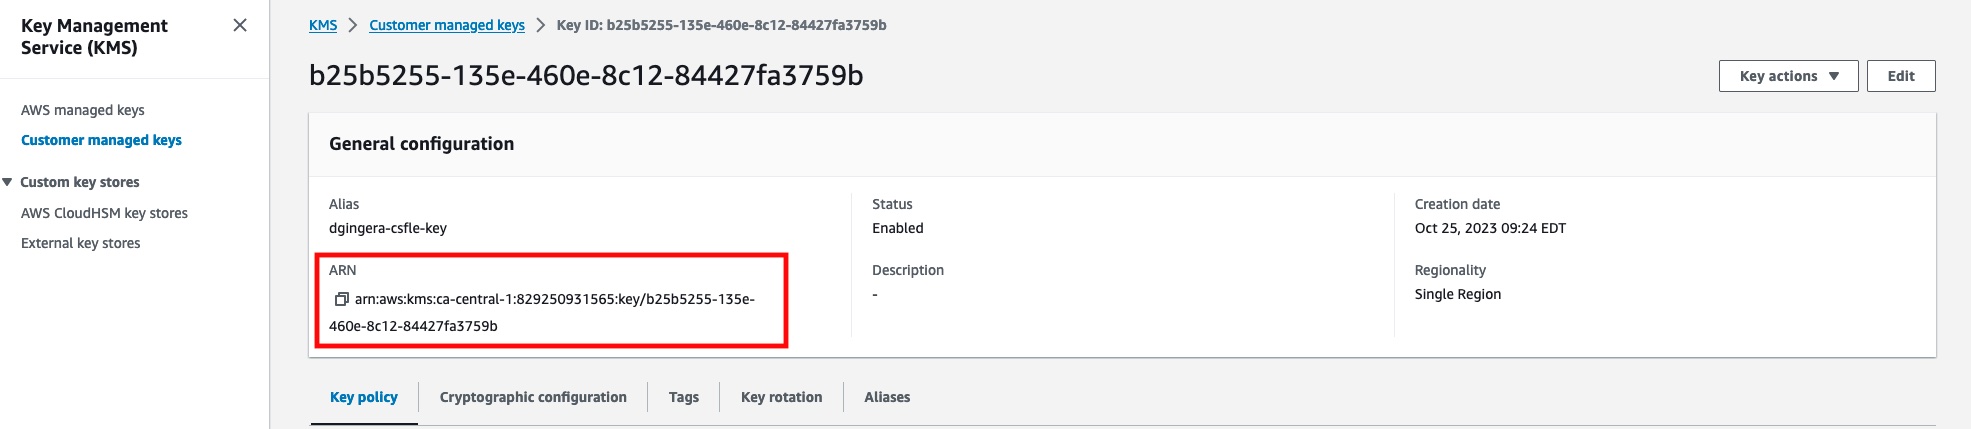 Key Management
Service (KMS)
AWS managed keys
Customer managed keys
Custom key stores
AWS CloudHSM key stores
External key stores
KMS > Customer managed keys > Key ID: b25b5255-135e-460e-8c12-84427fa3759b
b25b5255-135e-460e-8c12-84427fa3759b
Key actions
Edit
General configuration
Alias
dgingera-csfle-key
ARN
arn:aws:kms:ca-central-1:829250931565:key/b25b5255-135e-
460e-8c12-84427fa3759b
Status
Enabled
Description
-
Creation date
Oct 25, 2023 09:24 EDT
Regionality
Single Region
Key policy
Cryptographic configuration
Tags
Key rotation
Aliases